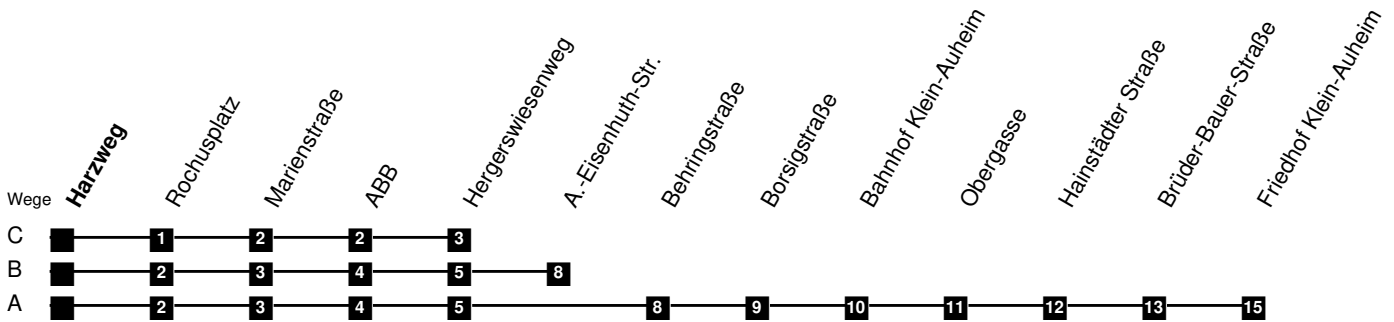 Harzweg
Rochusplatz
Marienstraße
ABB
Hergerswiesenweg
A.-Eisenhuth-Str.
Behringstraße
Borsigstraße
Bahnhof Klein-Auheim
Obergasse
Hainstädter Straße
Brüder-Bauer-Straße
Friedhof Klein-Auheim
Wege
C 1 2 2 3
B 2 3 4 5 8
A 2 3 4 5 8 9 10 11 12 13 15